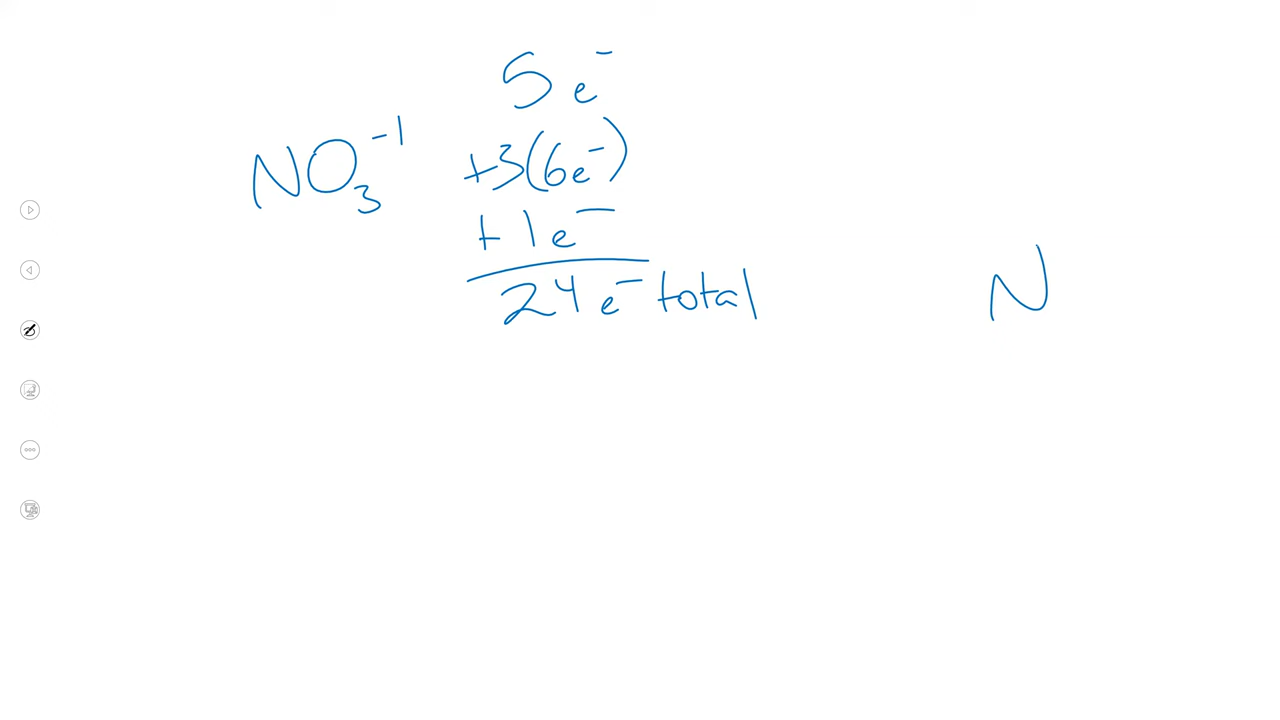 5 e⁻
NO₃⁻¹
+3(6e⁻)
+1e⁻
24 e⁻ total
N